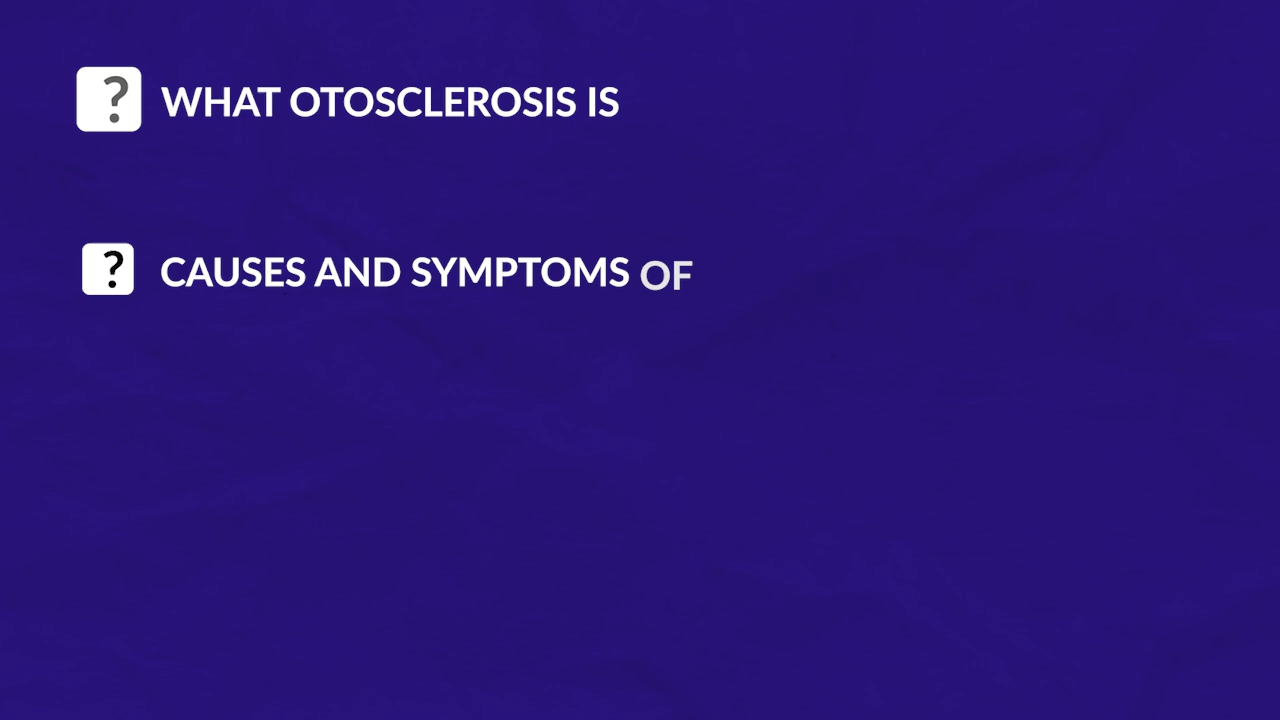 ? WHAT OTOSCLEROSIS IS
? CAUSES AND SYMPTOMS OF